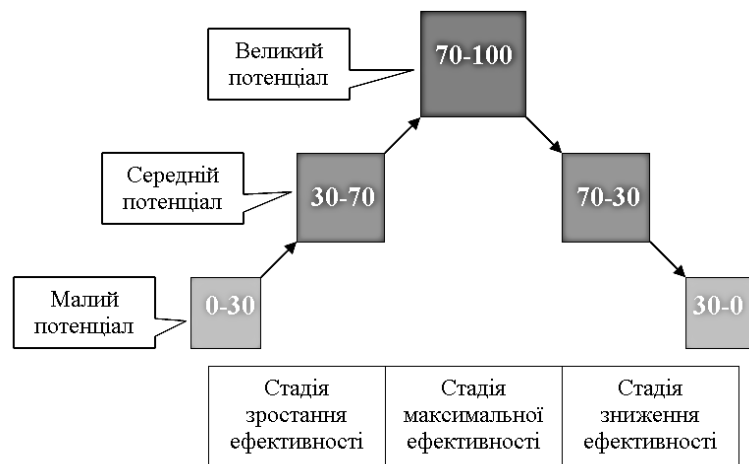 Великий
потенціал
70-100
Середній
потенціал
30-70
70-30
Малий
потенціал
0-30
30-0
Стадія
зростання
ефективності
Стадія
максимальної
ефективності
Стадія
зниження
ефективності